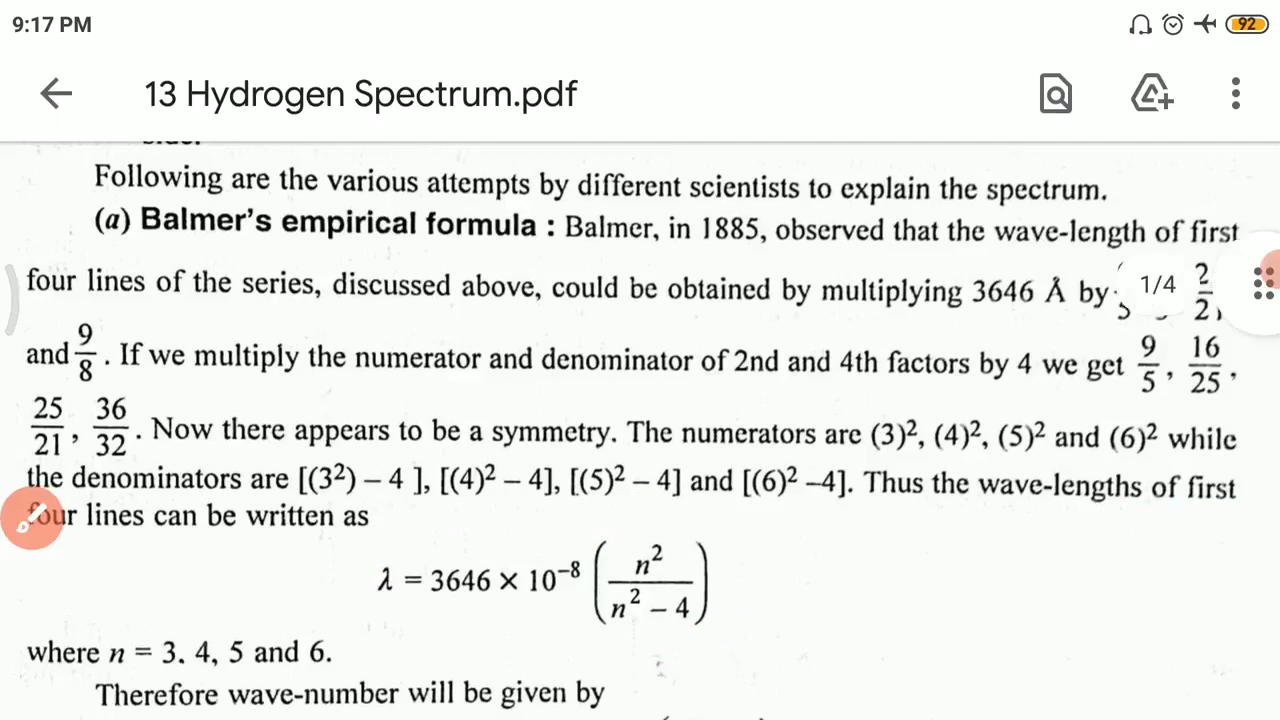 9:17 PM
92
13 Hydrogen Spectrum.pdf
Following are the various attempts by different scientists to explain the spectrum.
(a) Balmer's empirical formula : Balmer, in 1885, observed that the wave-length of first
four lines of the series, discussed above, could be obtained by multiplying 3646 Å by
1/4
and 9/8 . If we multiply the numerator and denominator of 2nd and 4th factors by 4 we get 9/5 , 16/25 ,
25/21 , 36/32 . Now there appears to be a symmetry. The numerators are (3)², (4)², (5)² and (6)² while
the denominators are [(3²) – 4 ], [(4)² – 4], [(5)² – 4] and [(6)² –4]. Thus the wave-lengths of first
four lines can be written as
λ = 3646 × 10⁻⁸ (n²/(n² – 4))
where n = 3. 4, 5 and 6.
Therefore wave-number will be given by